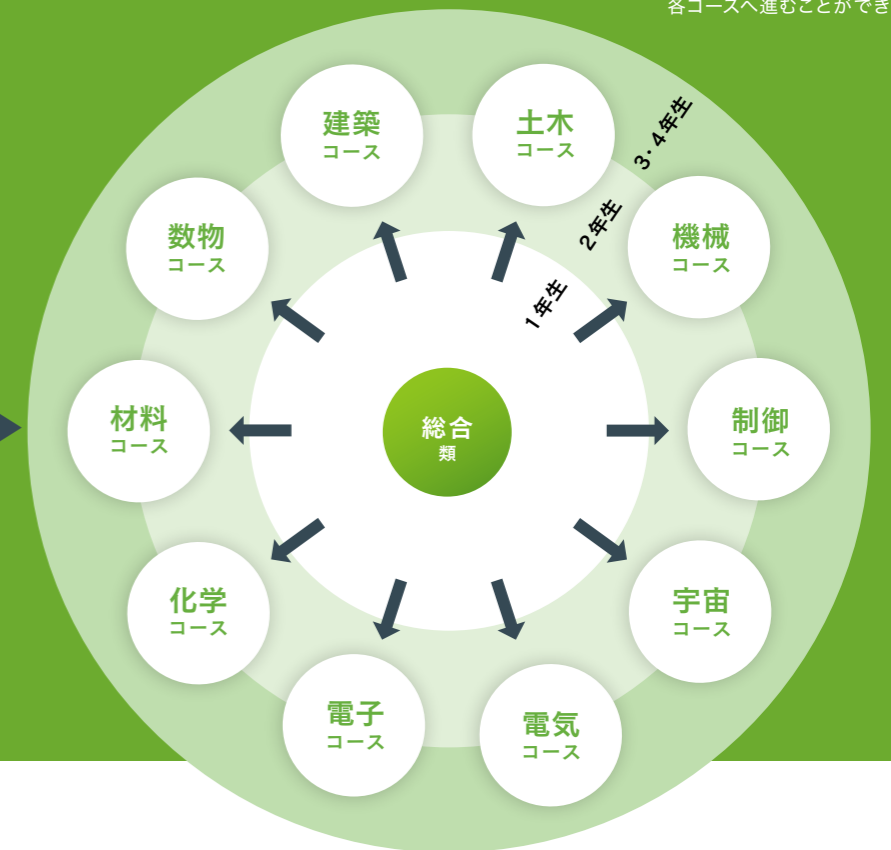 各コースへ進むことができ
建築
コース
土木
コース
3・4年生
数物
コース
2年生
機械
コース
1年生
材料
コース
総合
類
制御
コース
化学
コース
宇宙
コース
電子
コース
電気
コース